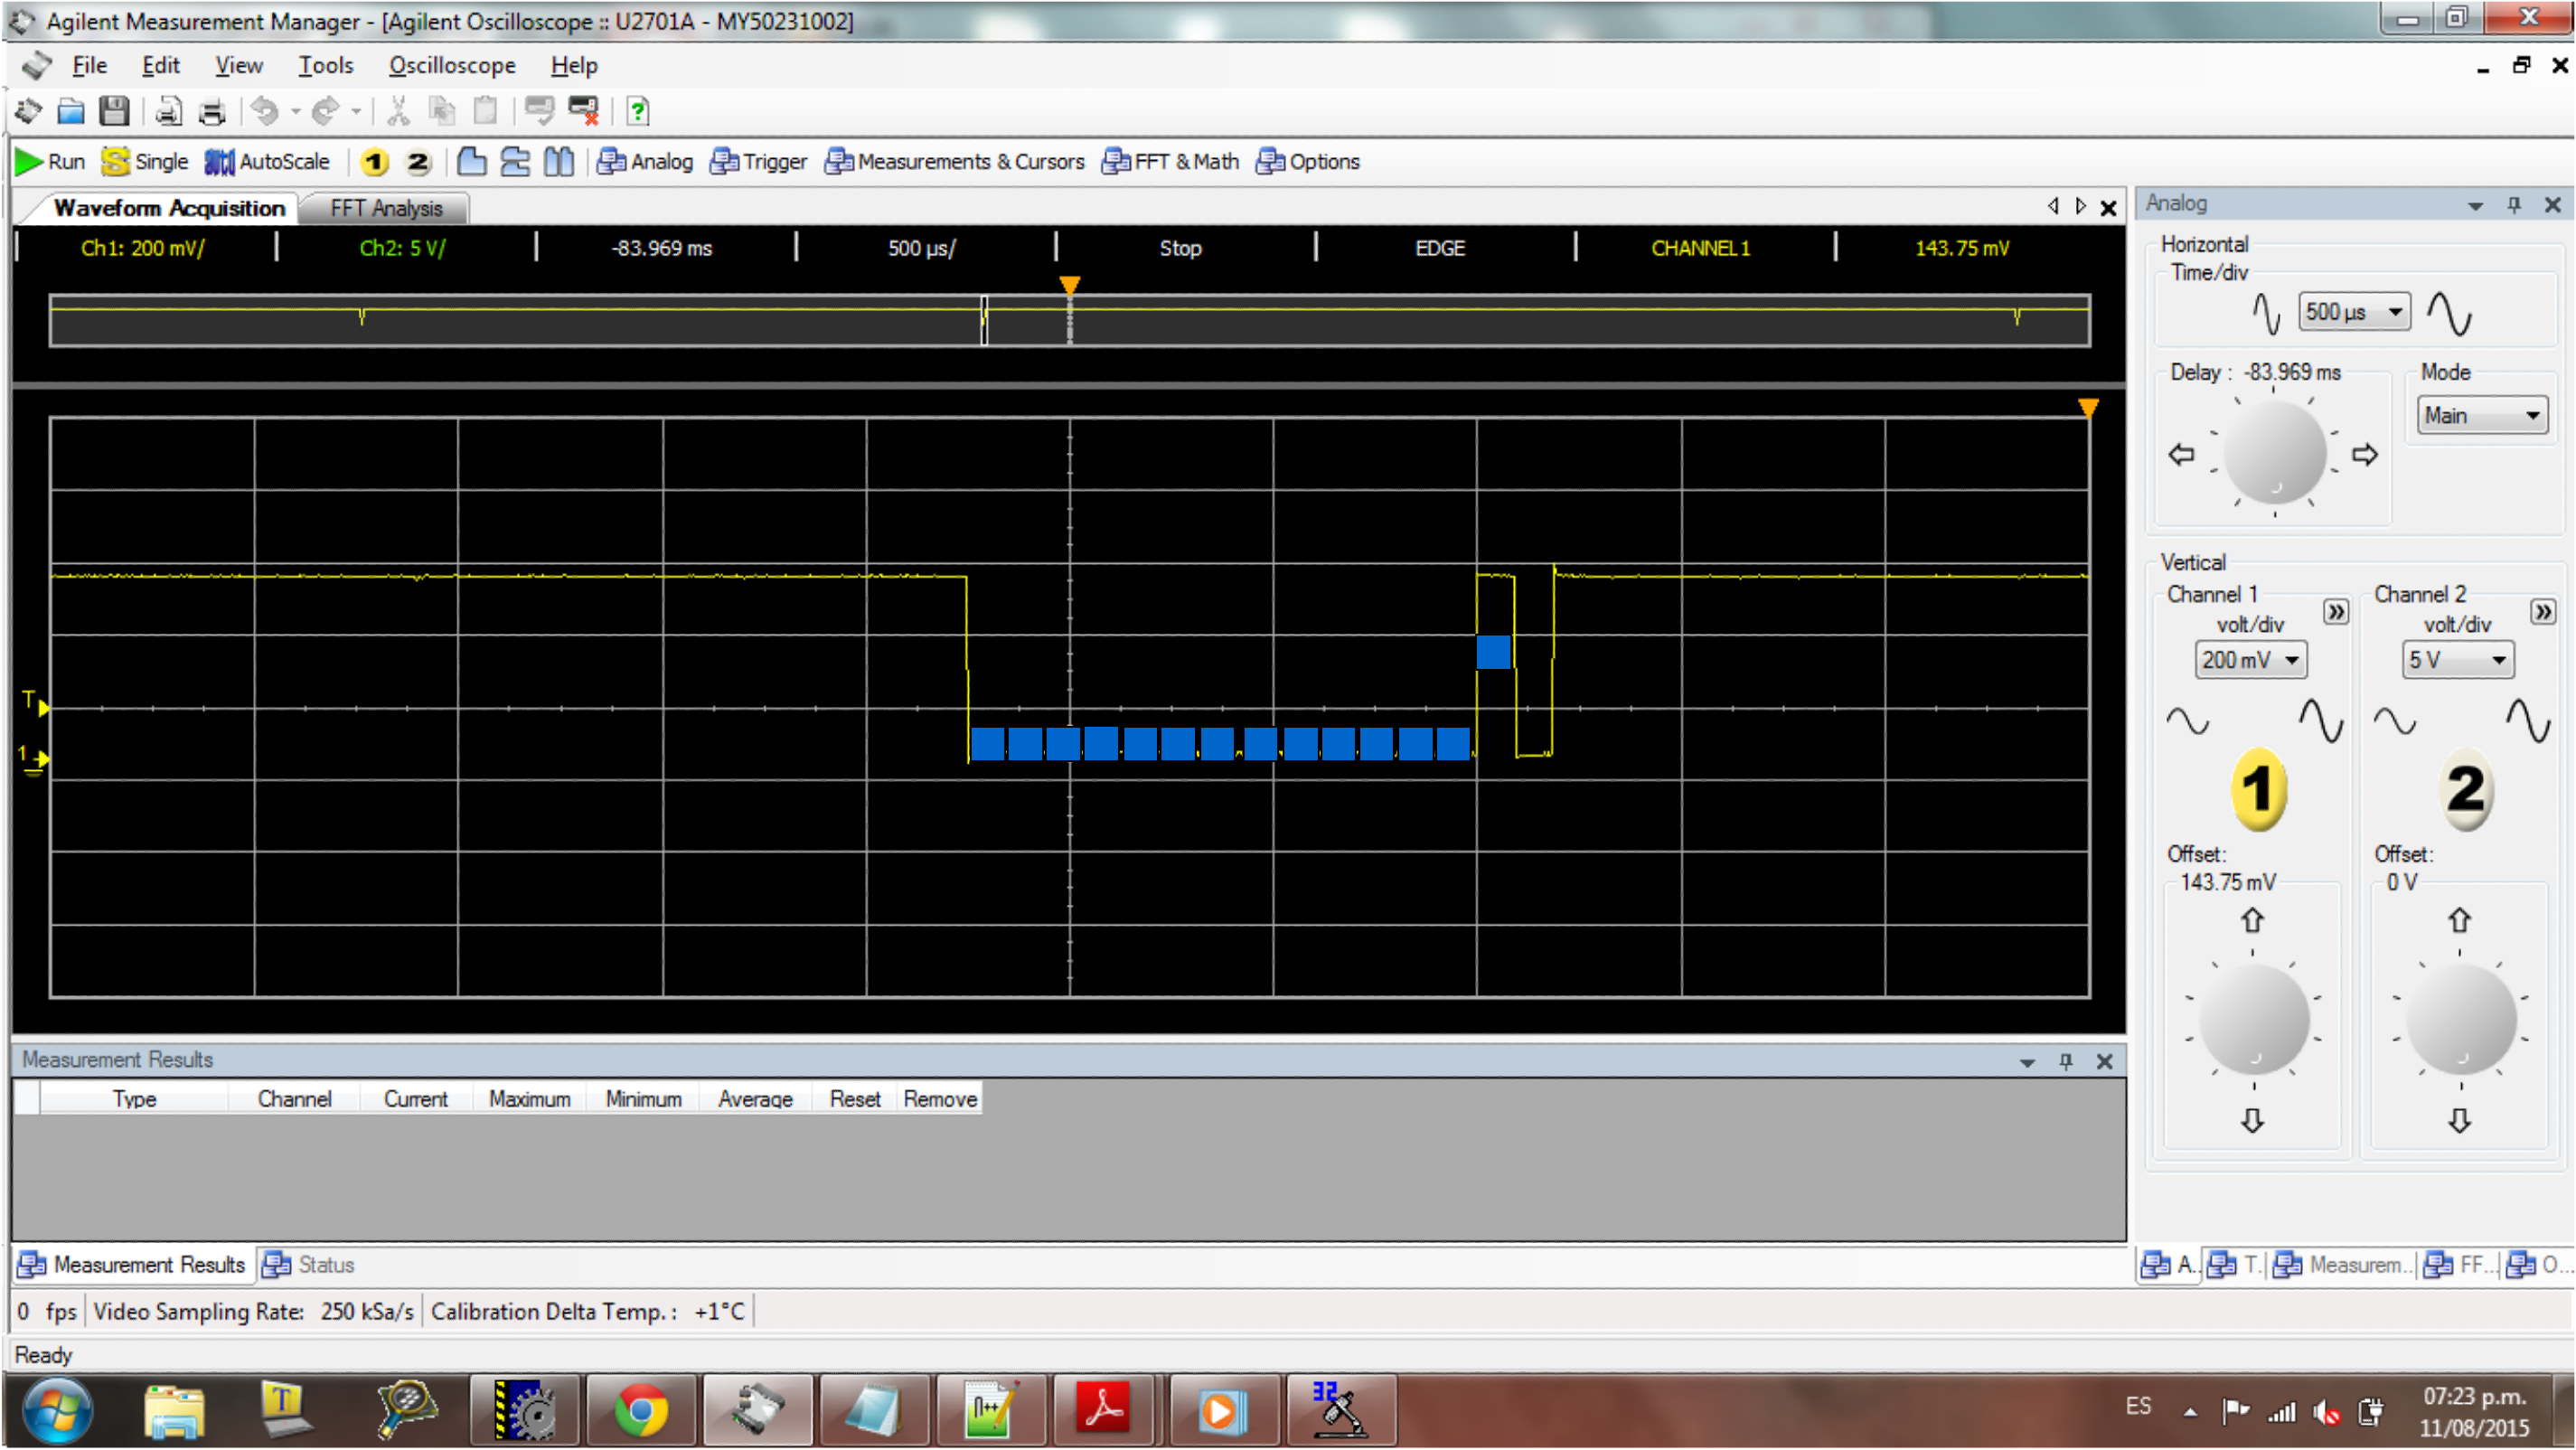 Agilent Measurement Manager - [Agilent Oscilloscope :: U2701A - MY50231002]
File Edit View Tools Oscilloscope Help
Run Single AutoScale 1 2 Analog Trigger Measurements & Cursors FFT & Math Options
Waveform Acquisition FFT Analysis
Ch1: 200 mV/ Ch2: 5 V/ -83.969 ms 500 µs/ Stop EDGE CHANNEL1 143.75 mV
T
1
Analog
Horizontal
Time/div
500 µs
Delay : -83.969 ms Mode
Main
Vertical
Channel 1 Channel 2
volt/div volt/div
200 mV 5 V
1 2
Offset: Offset:
143.75 mV 0 V
Measurement Results
Type Channel Current Maximum Minimum Average Reset Remove
Measurement Results Status
A... T... Measurem... FF... O...
0 fps Video Sampling Rate: 250 kSa/s Calibration Delta Temp. : +1°C
Ready
T
n++
32
ES
07:23 p.m.
11/08/2015